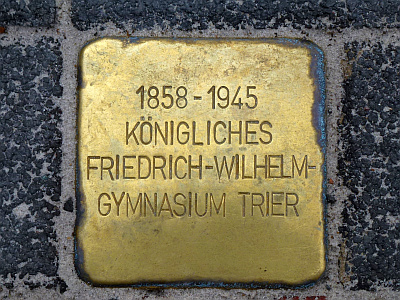 1858-1945
KÖNIGLICHES
FRIEDRICH-WILHELM-
GYMNASIUM TRIER